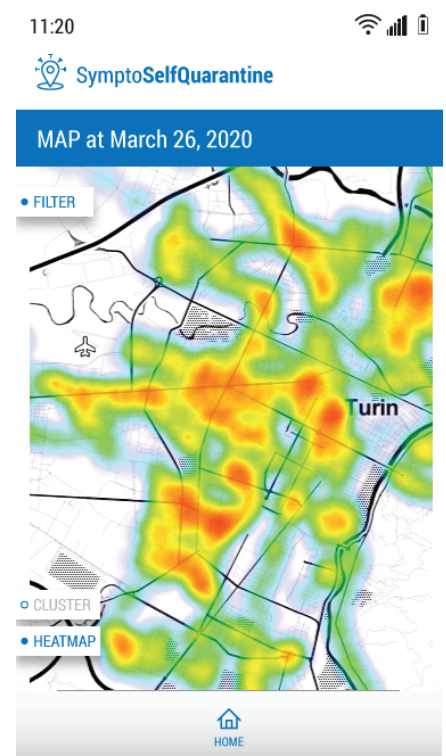 11:20
SymptoSelfQuarantine
MAP at March 26, 2020
FILTER
Turin
CLUSTER
HEATMAP
HOME